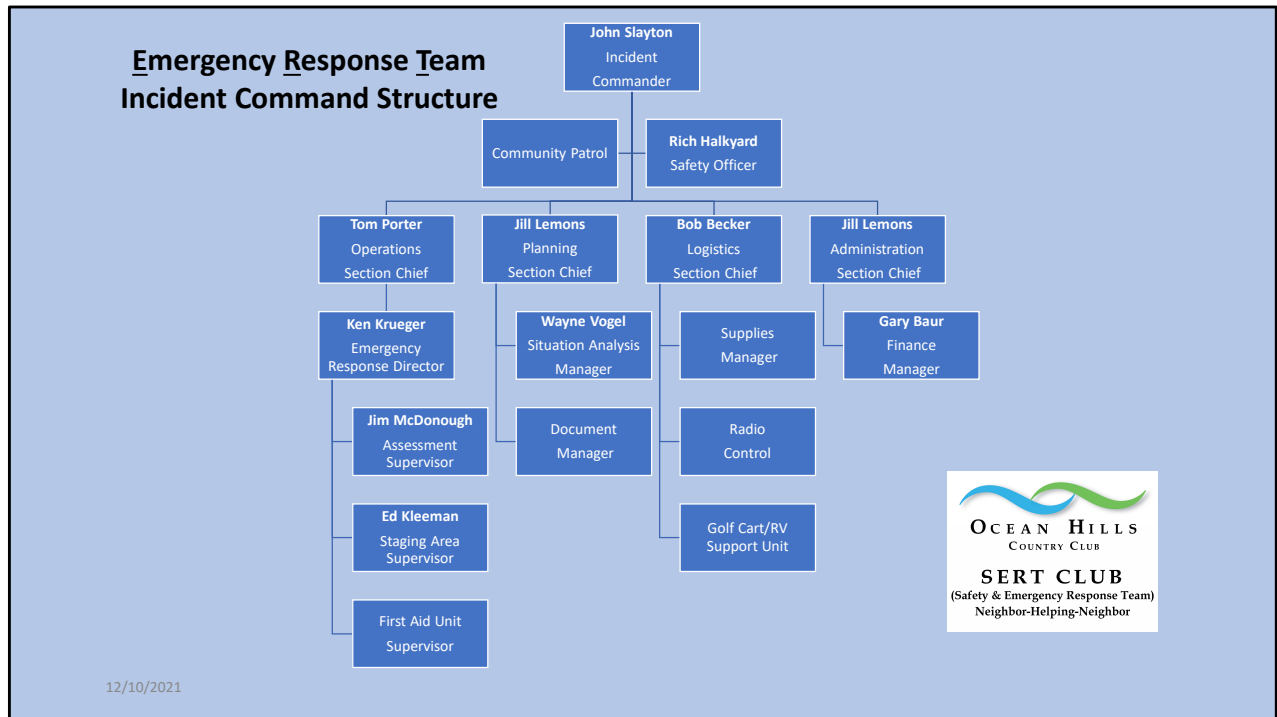 Emergency Response Team
Incident Command Structure
John Slayton
Incident
Commander
Community Patrol
Rich Halkyard
Safety Officer
Tom Porter
Operations
Section Chief
Jill Lemons
Planning
Section Chief
Bob Becker
Logistics
Section Chief
Jill Lemons
Administration
Section Chief
Ken Krueger
Emergency
Response Director
Wayne Vogel
Situation Analysis
Manager
Supplies
Manager
Gary Baur
Finance
Manager
Jim McDonough
Assessment
Supervisor
Document
Manager
Radio
Control
Ed Kleeman
Staging Area
Supervisor
Golf Cart/RV
Support Unit
First Aid Unit
Supervisor
OCEAN HILLS
COUNTRY CLUB
SERT CLUB
(Safety & Emergency Response Team)
Neighbor-Helping-Neighbor
12/10/2021